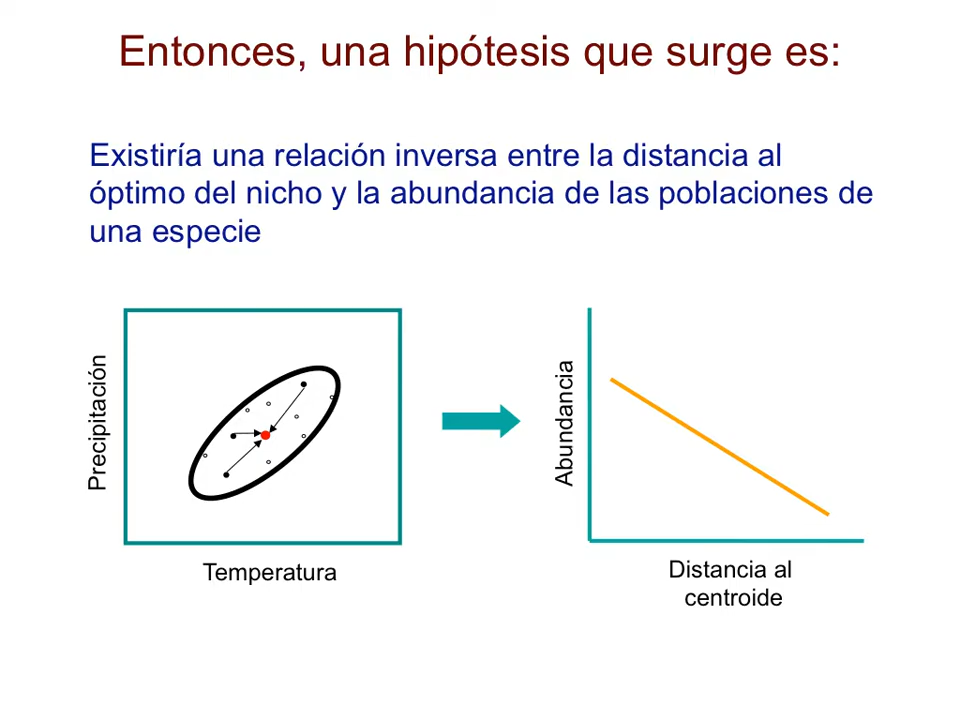 Entonces, una hipótesis que surge es:
Existiría una relación inversa entre la distancia al
óptimo del nicho y la abundancia de las poblaciones de
una especie
Precipitación
Temperatura
Abundancia
Distancia al
centroide